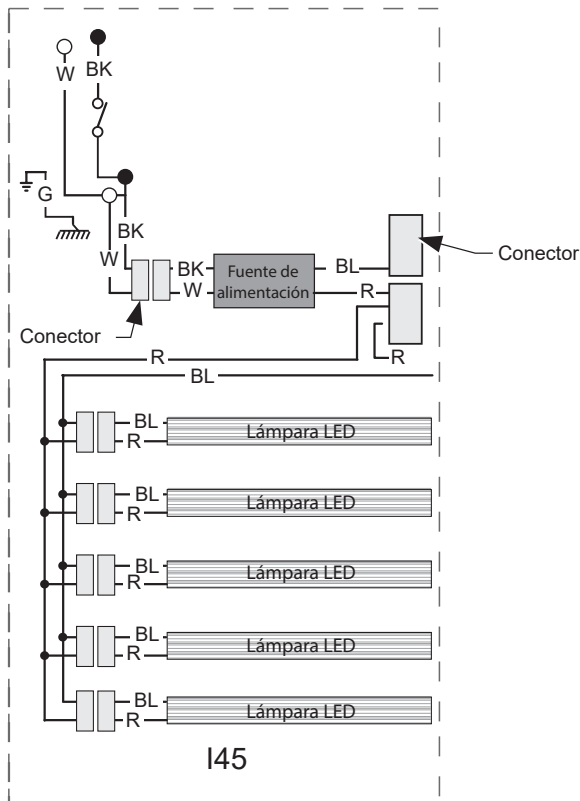 W
BK
G
BK
W
BK
Fuente de
alimentación
BL
Conector
W
R
Conector
R
R
BL
BL
Lámpara LED
R
BL
Lámpara LED
R
BL
Lámpara LED
R
BL
Lámpara LED
R
BL
Lámpara LED
R
I45